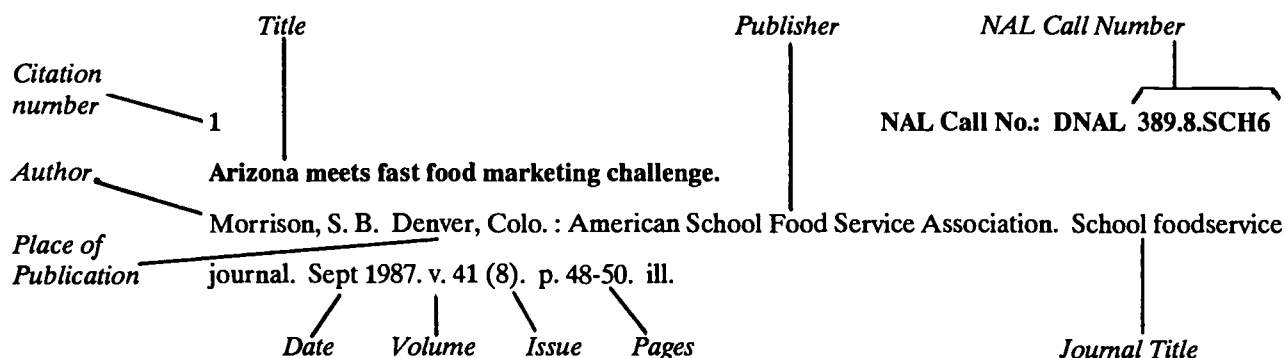 Title Publisher NAL Call Number
Citation
number
1 NAL Call No.: DNAL 389.8.SCH6
Author Arizona meets fast food marketing challenge.
Morrison, S. B. Denver, Colo. : American School Food Service Association. School foodservice
Place of
Publication
journal. Sept 1987. v. 41 (8). p. 48-50. ill.
Date Volume Issue Pages Journal Title